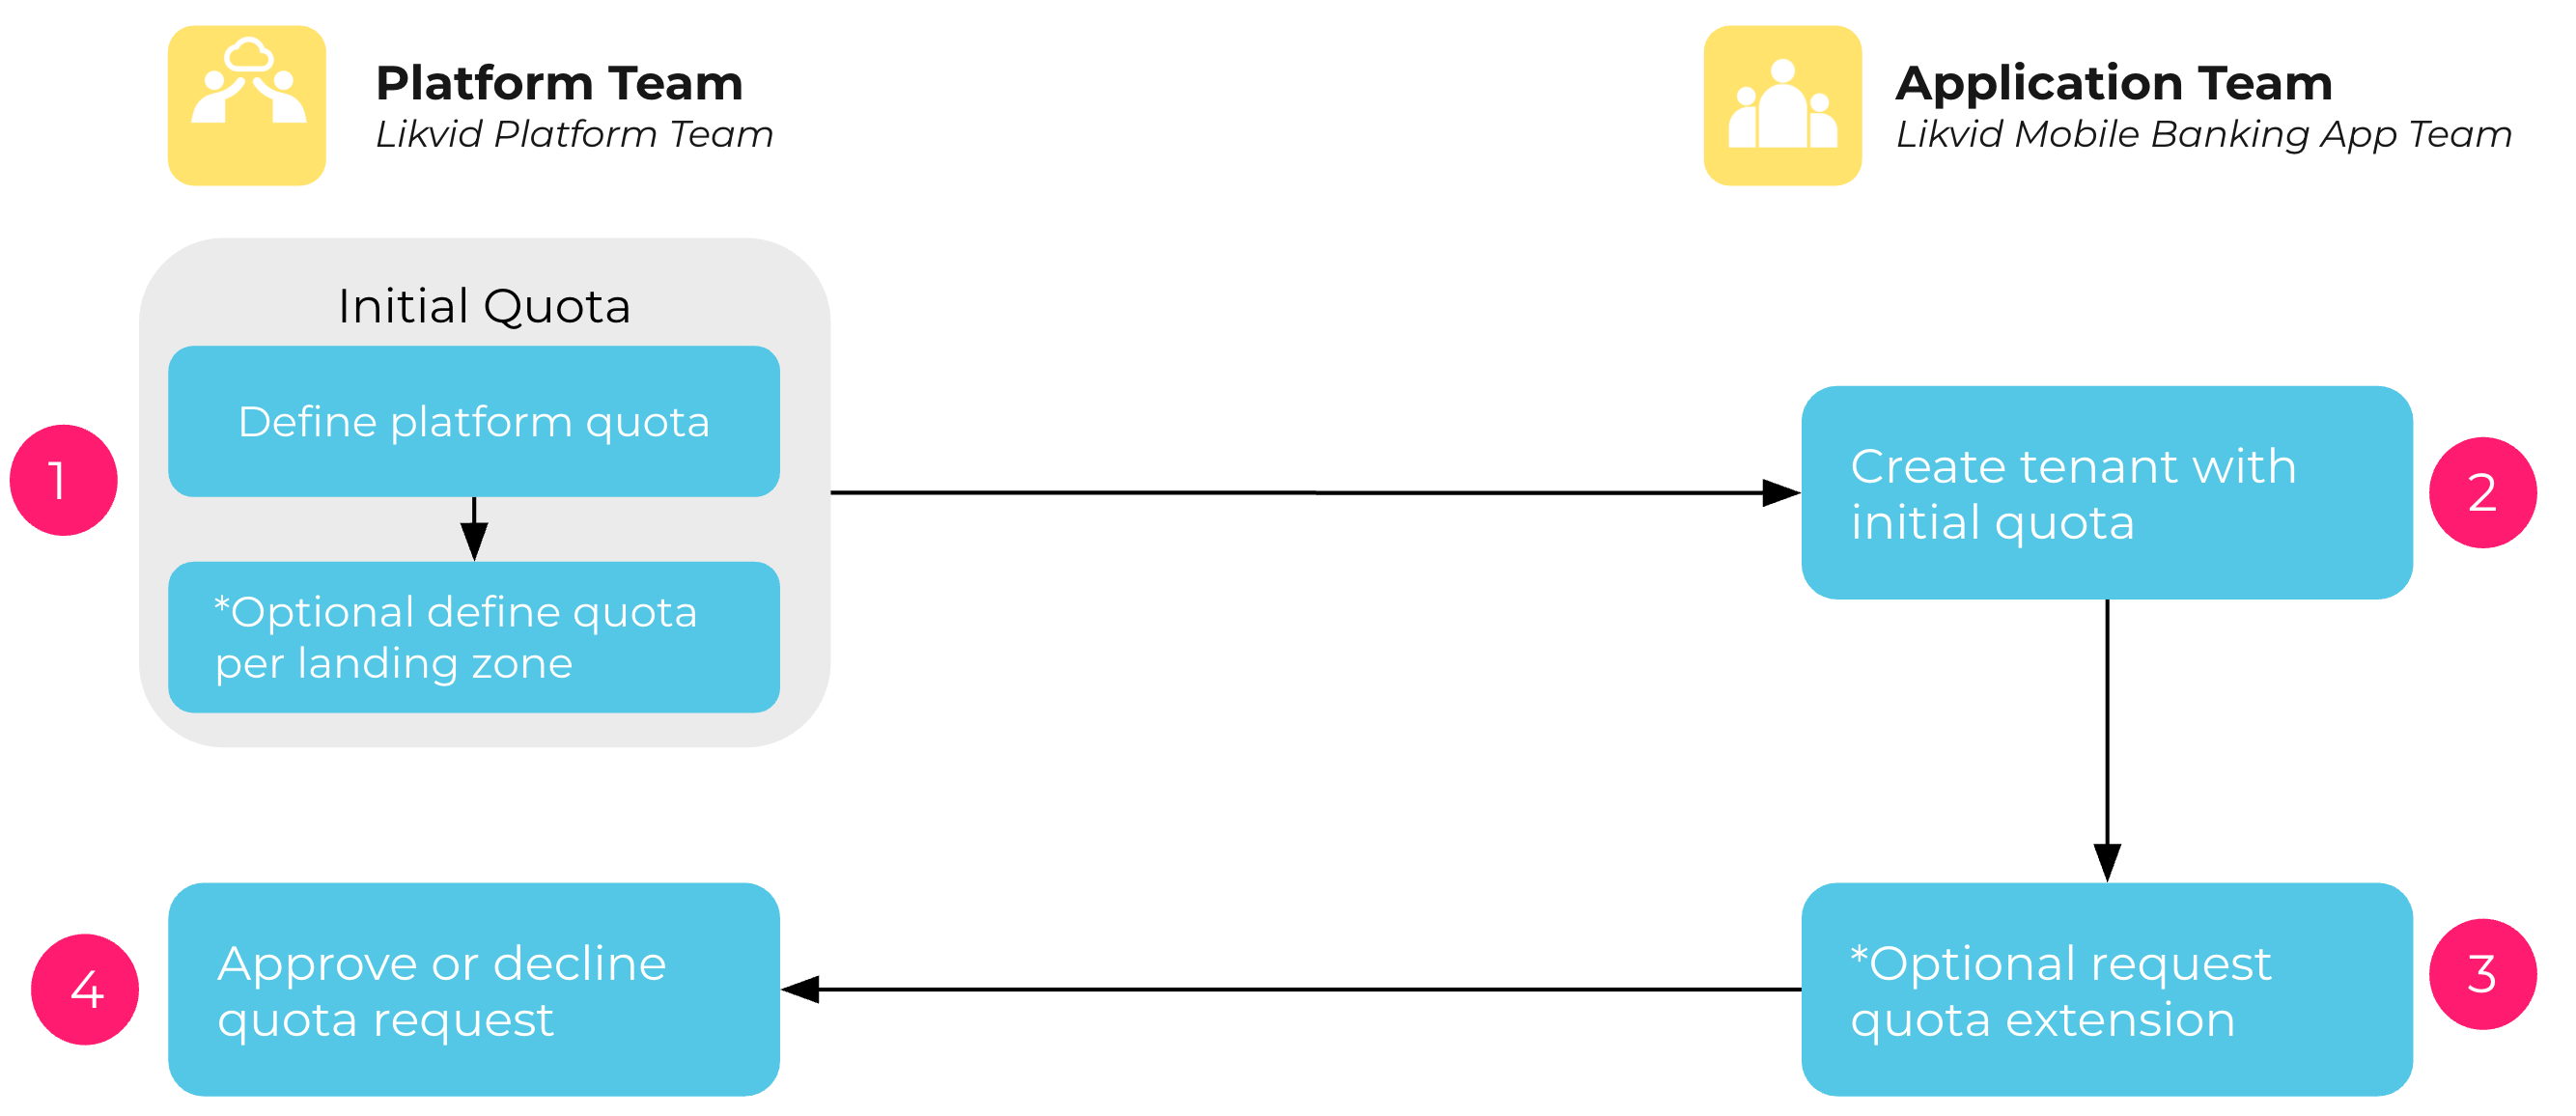 Platform Team
Likvid Platform Team
Application Team
Likvid Mobile Banking App Team
Initial Quota
1
Define platform quota
*Optional define quota
per landing zone
Create tenant with
initial quota
2
*Optional request
quota extension
3
4
Approve or decline
quota request